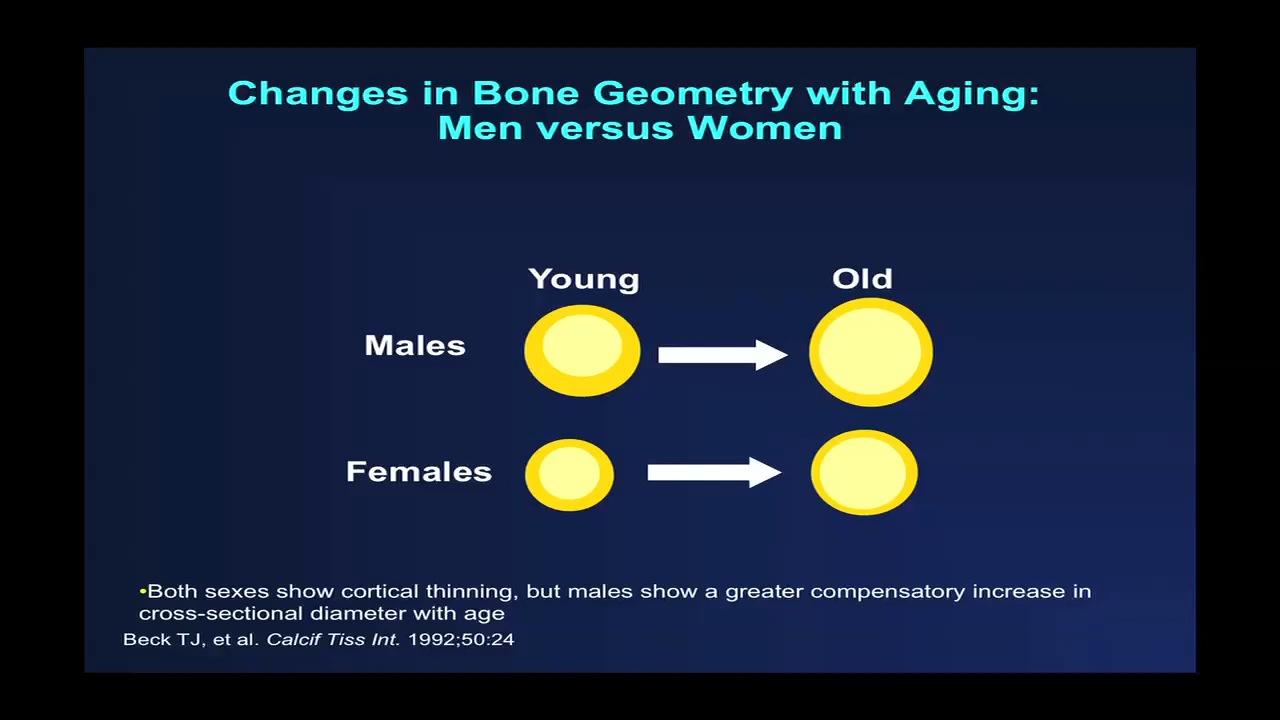 Changes in Bone Geometry with Aging:
Men versus Women
Young Old
Males
Females
•Both sexes show cortical thinning, but males show a greater compensatory increase in
cross-sectional diameter with age
Beck TJ, et al. Calcif Tiss Int. 1992;50:24